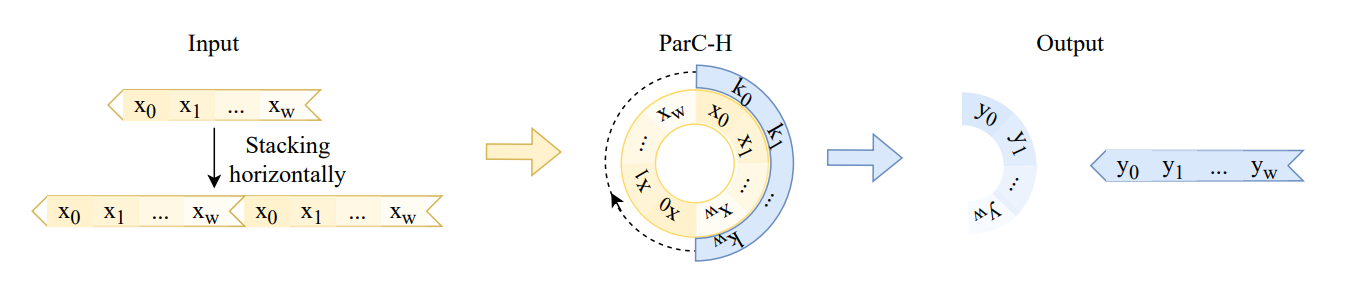 Input
x0 x1 ... xw
Stacking
horizontally
x0 x1 ... xw x0 x1 ... xw
ParC-H
k0
k1
...
kw
x0
x1
...
xw
x0
x1
...
xw
Output
y0
y1
...
yw
y0 y1 ... yw